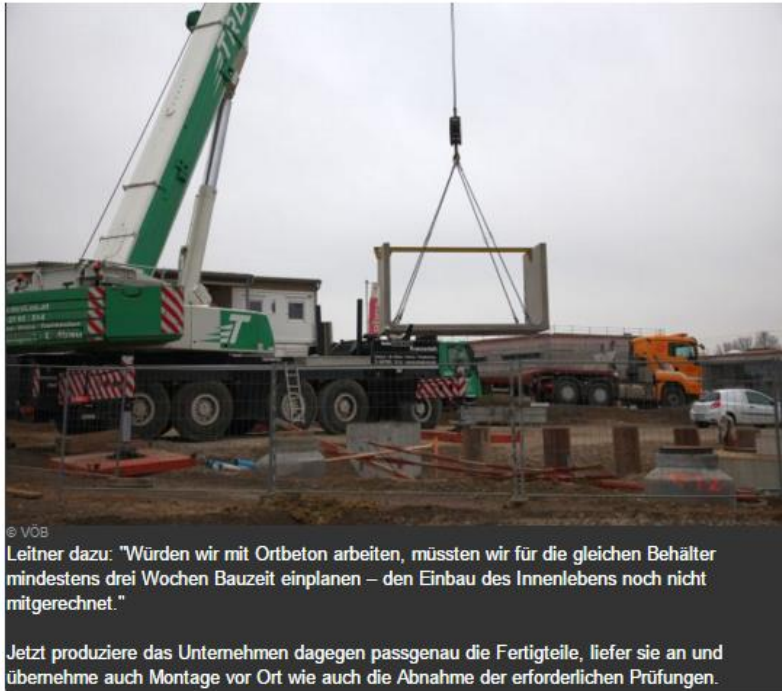 © VÖB
Leitner dazu: "Würden wir mit Ortbeton arbeiten, müssten wir für die gleichen Behälter
mindestens drei Wochen Bauzeit einplanen – den Einbau des Innenlebens noch nicht
mitgerechnet."
Jetzt produziere das Unternehmen dagegen passgenau die Fertigteile, liefer sie an und
übernehme auch Montage vor Ort wie auch die Abnahme der erforderlichen Prüfungen.